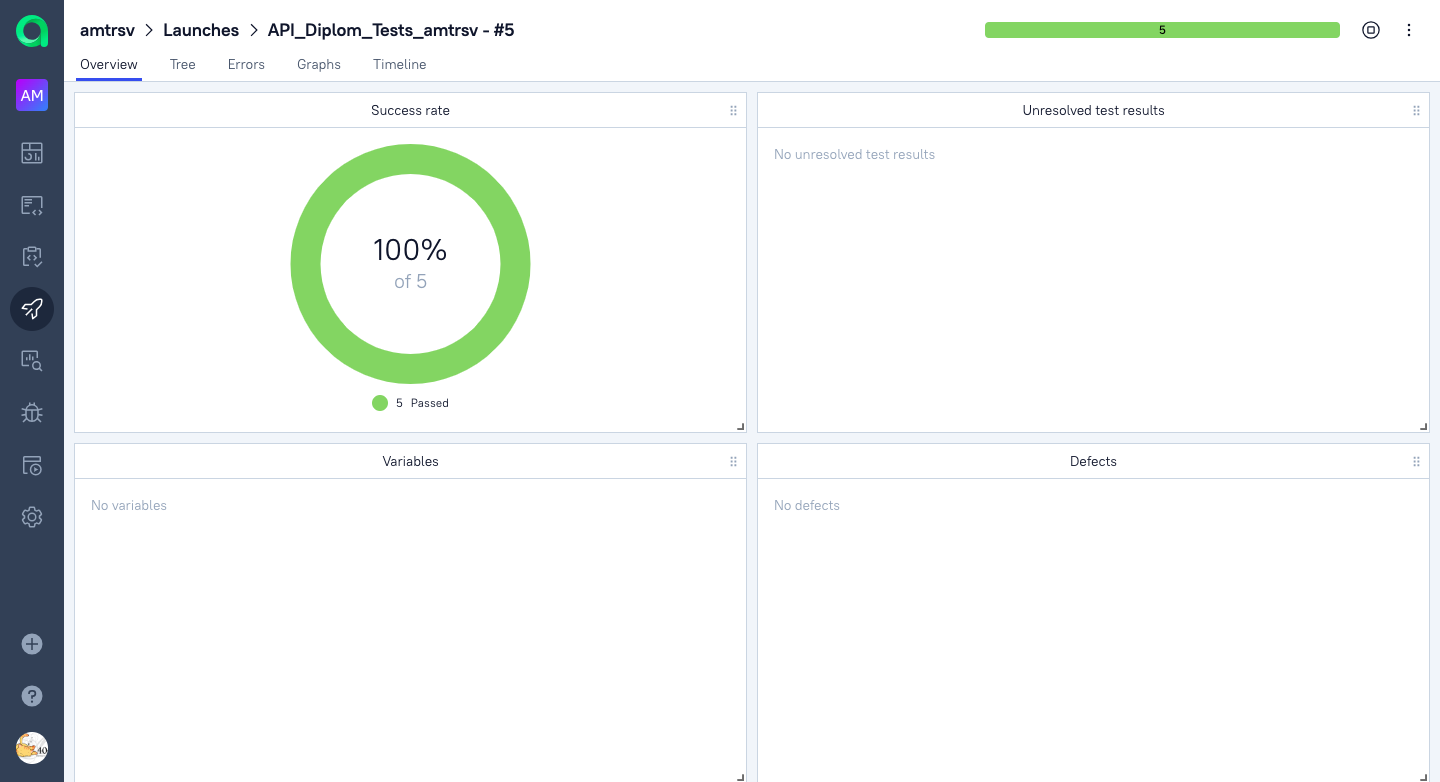 amtrsv > Launches > API_Diplom_Tests_amtrsv - #5
5
AM
Overview Tree Errors Graphs Timeline
Success rate
100%
of 5
5 Passed
Unresolved test results
No unresolved test results
Variables
No variables
Defects
No defects
?
40